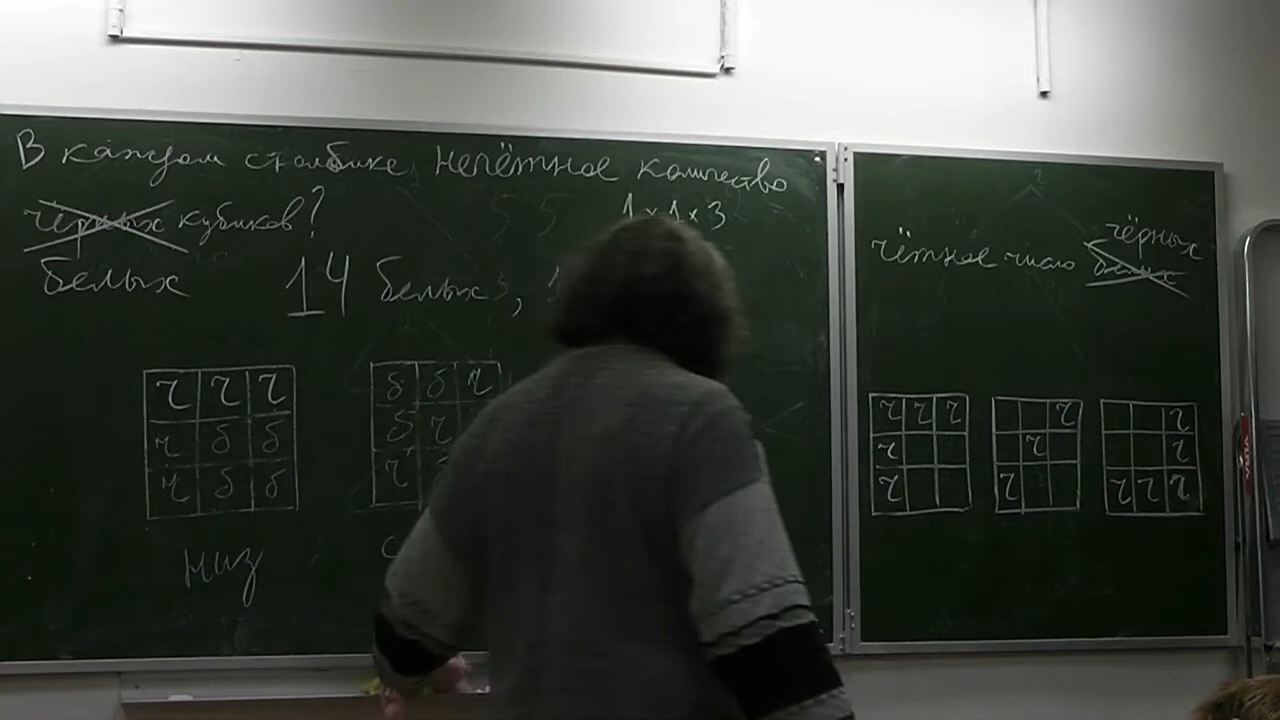 В каждом столбике нечётное количество
чёрных кубиков?
1×1×3
белых 14 белых,
ч ч ч
ч б б
ч б б
низ
б б ч
б ч
ч
?
чёрных
чётное число белых
ч ч ч
ч
ч
ч
ч
ч
ч
ч
ч ч ч